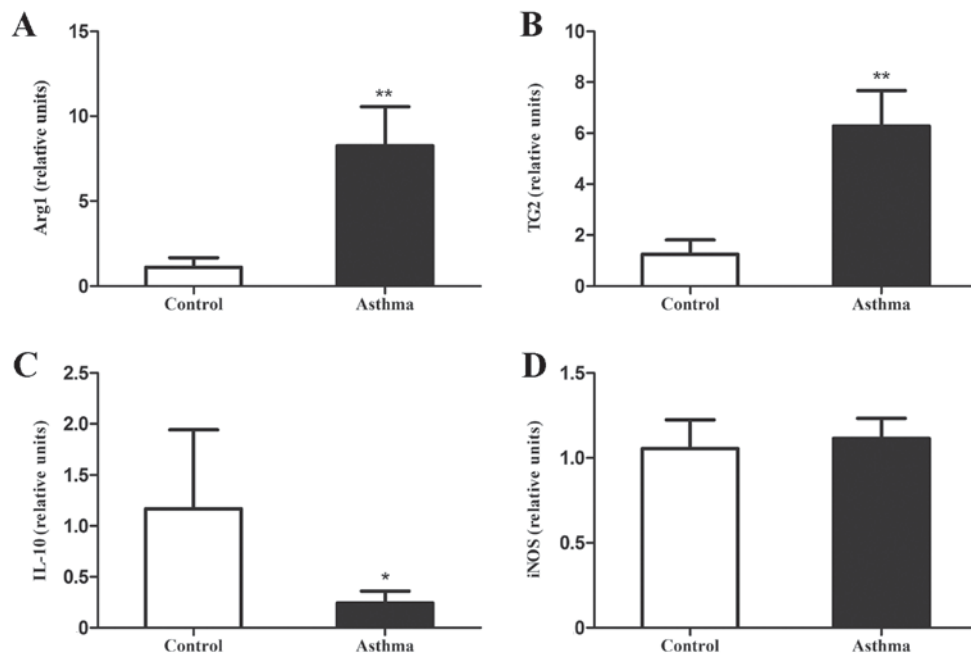 A
Arg1 (relative units)
15
10
5
0
**
Control
Asthma
B
TG2 (relative units)
10
8
6
4
2
0
**
Control
Asthma
C
IL-10 (relative units)
2.5
2.0
1.5
1.0
0.5
0
*
Control
Asthma
D
iNOS (relative units)
1.5
1.0
0.5
0
Control
Asthma